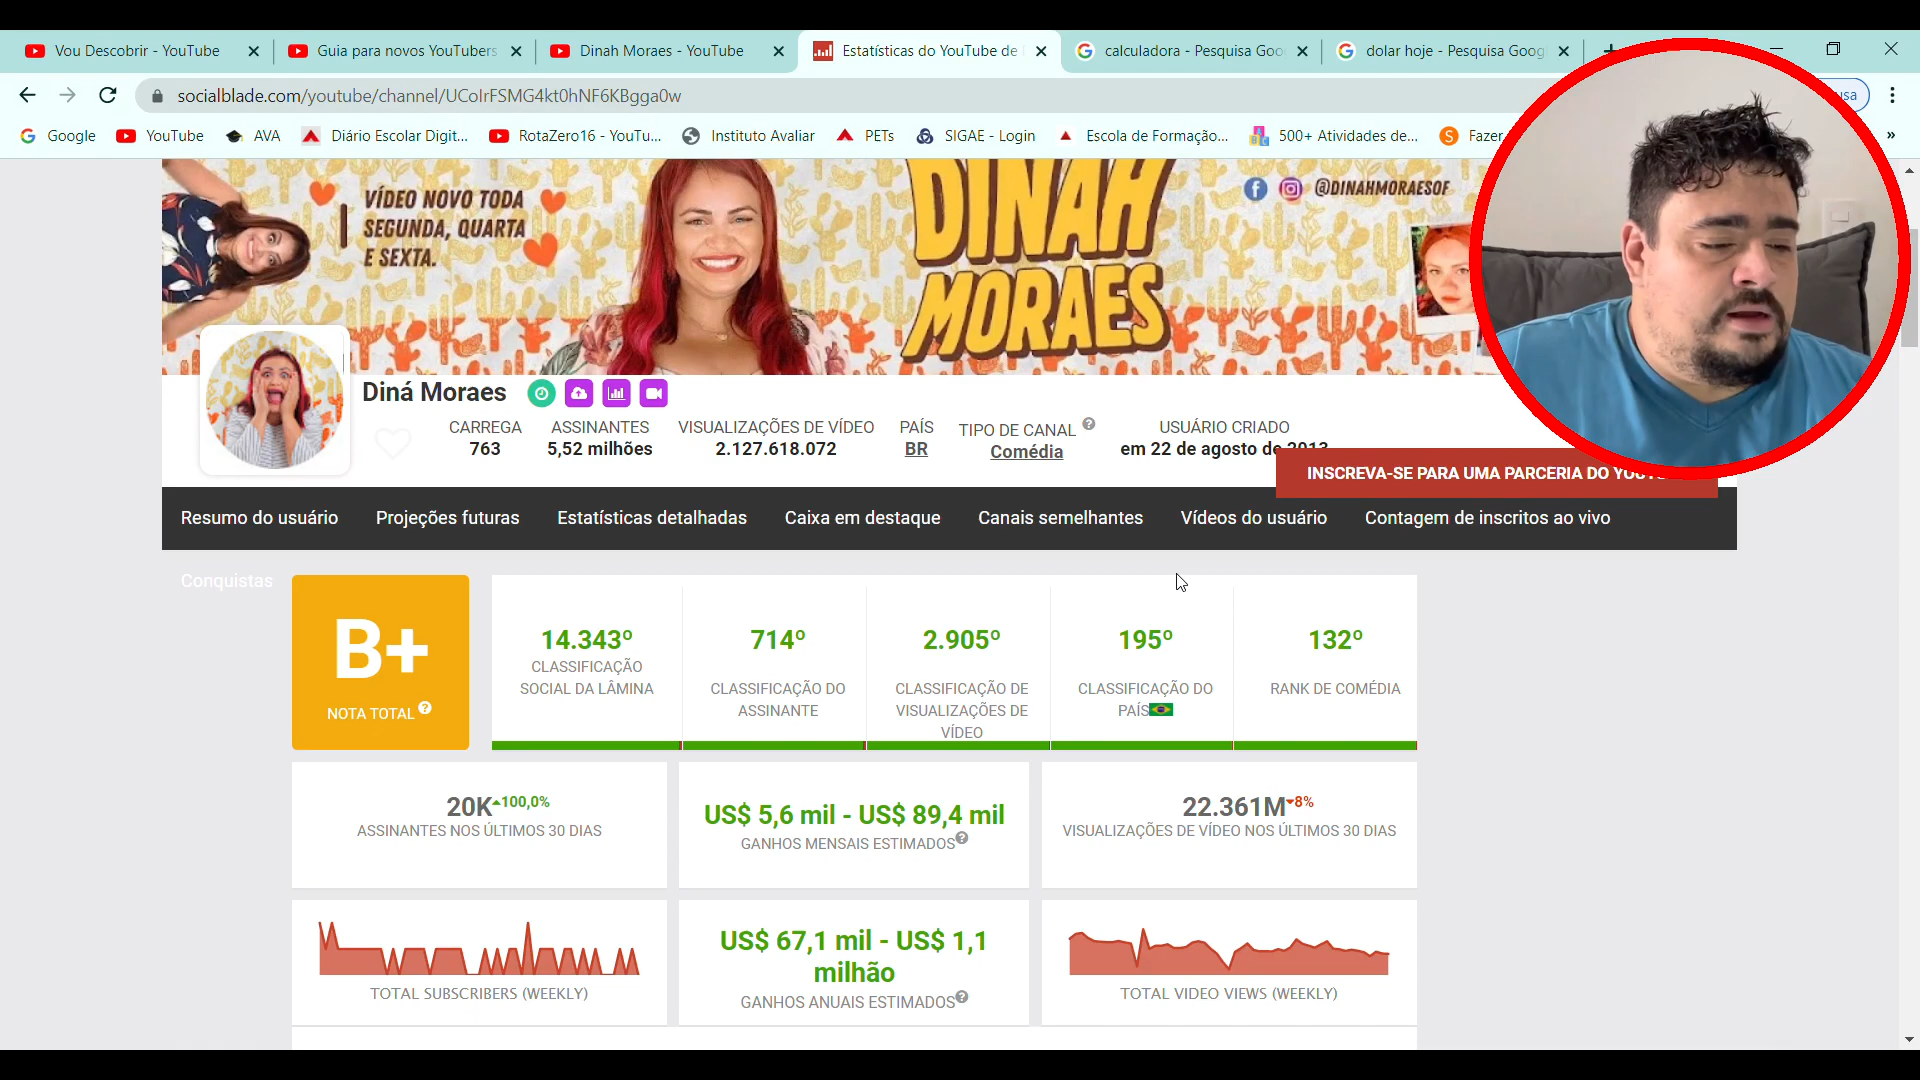 Vou Descobrir - YouTube
Guia para novos YouTubers
Dinah Moraes - YouTube
Estatísticas do YouTube de
calculadora - Pesquisa Goo
dolar hoje - Pesquisa Goog
socialblade.com/youtube/channel/UCoIrFSMG4kt0hNF6KBgga0w
usa
Google
YouTube
AVA
Diário Escolar Digit...
RotaZero16 - YouTu...
Instituto Avaliar
PETs
SIGAE - Login
Escola de Formação...
500+ Atividades de...
Fazer
VÍDEO NOVO TODA
SEGUNDA, QUARTA
E SEXTA.
DINAH
MORAES
@DINAHMORAESOF
Diná Moraes
CARREGA
763
ASSINANTES
5,52 milhões
VISUALIZAÇÕES DE VÍDEO
2.127.618.072
PAÍS
BR
TIPO DE CANAL
Comédia
USUÁRIO CRIADO
em 22 de agosto de 2013
INSCREVA-SE PARA UMA PARCERIA DO
Resumo do usuário
Projeções futuras
Estatísticas detalhadas
Caixa em destaque
Canais semelhantes
Vídeos do usuário
Contagem de inscritos ao vivo
Conquistas
B+
NOTA TOTAL
14.343º
CLASSIFICAÇÃO
SOCIAL DA LÂMINA
714º
CLASSIFICAÇÃO DO
ASSINANTE
2.905º
CLASSIFICAÇÃO DE
VISUALIZAÇÕES DE
VÍDEO
195º
CLASSIFICAÇÃO DO
PAÍS
132º
RANK DE COMÉDIA
20K 100,0%
ASSINANTES NOS ÚLTIMOS 30 DIAS
US$ 5,6 mil - US$ 89,4 mil
GANHOS MENSAIS ESTIMADOS
22.361M 8%
VISUALIZAÇÕES DE VÍDEO NOS ÚLTIMOS 30 DIAS
TOTAL SUBSCRIBERS (WEEKLY)
US$ 67,1 mil - US$ 1,1
milhão
GANHOS ANUAIS ESTIMADOS
TOTAL VIDEO VIEWS (WEEKLY)